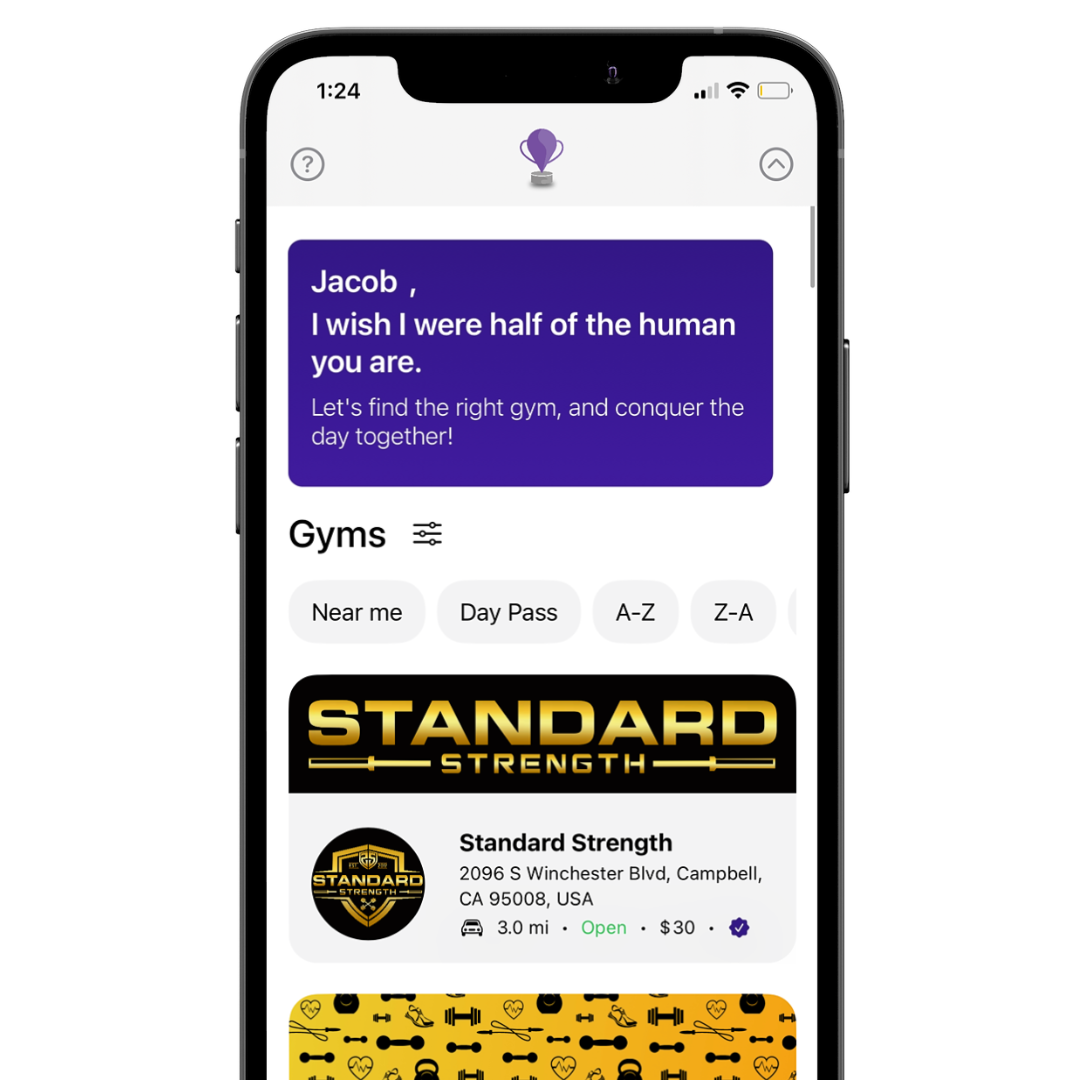 1:24
?
Jacob ,
I wish I were half of the human
you are.
Let's find the right gym, and conquer the
day together!
Gyms
Near me
Day Pass
A-Z
Z-A
STANDARD
STRENGTH
STANDARD
STRENGTH
Standard Strength
2096 S Winchester Blvd, Campbell,
CA 95008, USA
3.0 mi • Open • $30 •